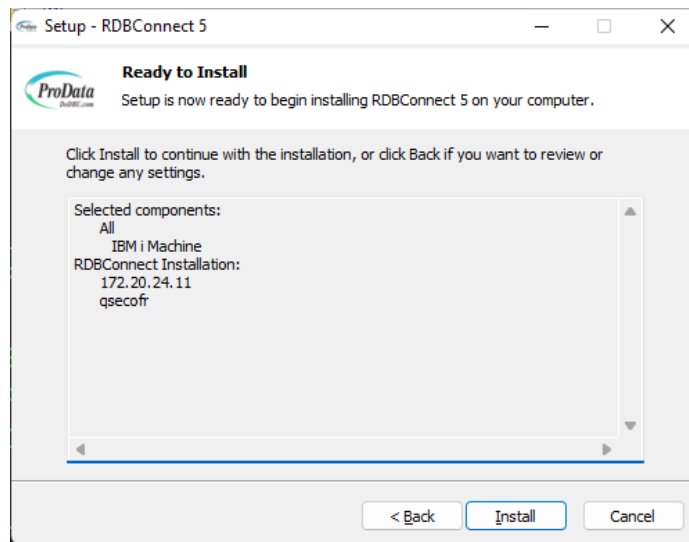 Setup - RDBConnect 5
ProData
DoDBC.com
Ready to Install
Setup is now ready to begin installing RDBConnect 5 on your computer.
Click Install to continue with the installation, or click Back if you want to review or
change any settings.
Selected components:
All
IBM i Machine
RDBConnect Installation:
172.20.24.11
qsecofr
< Back
Install
Cancel